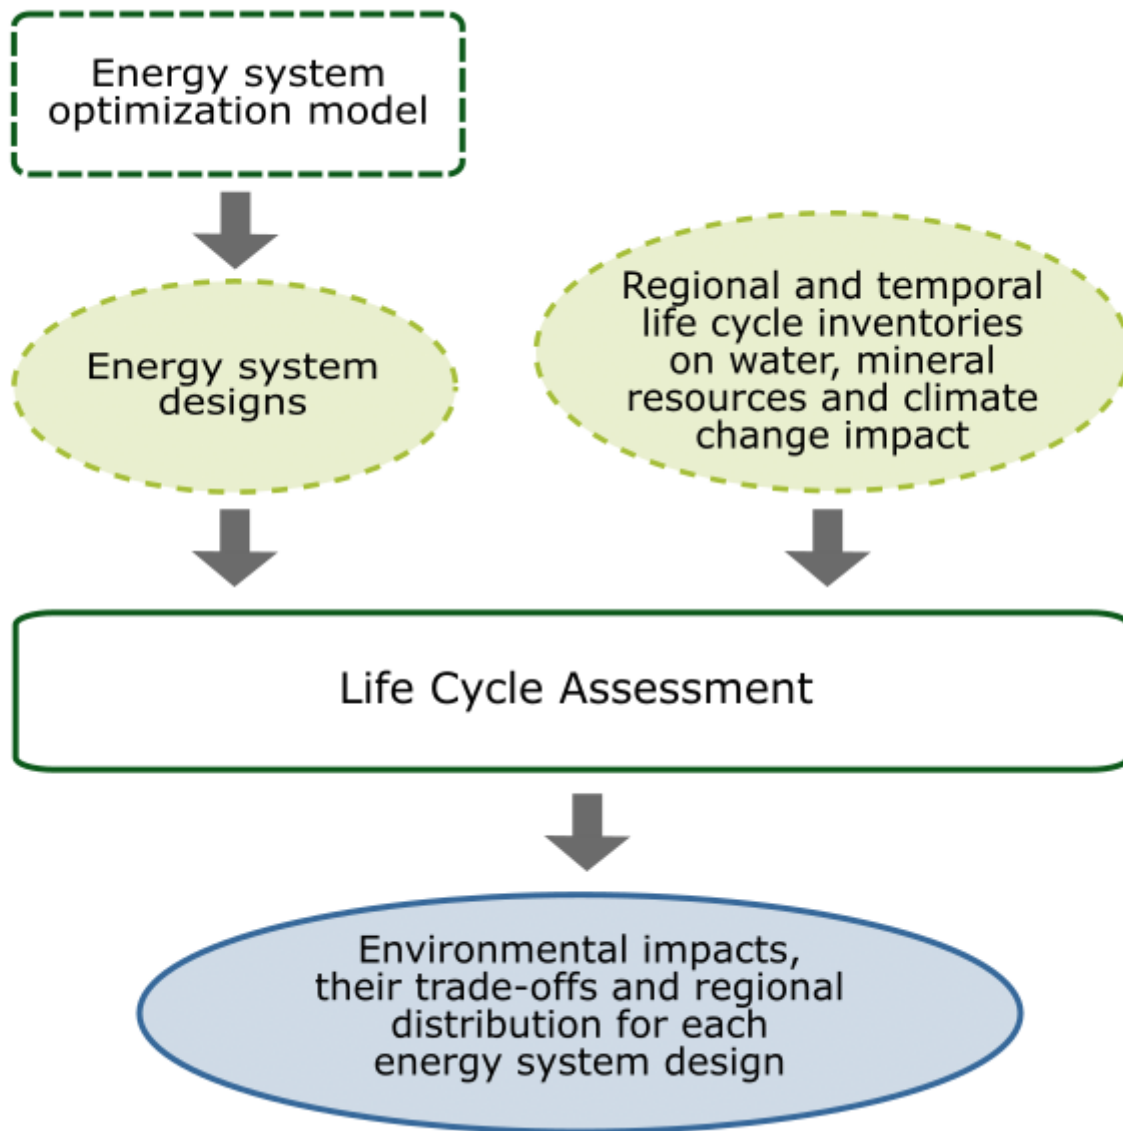 Energy system
optimization model
Energy system
designs
Regional and temporal
life cycle inventories
on water, mineral
resources and climate
change impact
Life Cycle Assessment
Environmental impacts,
their trade-offs and regional
distribution for each
energy system design